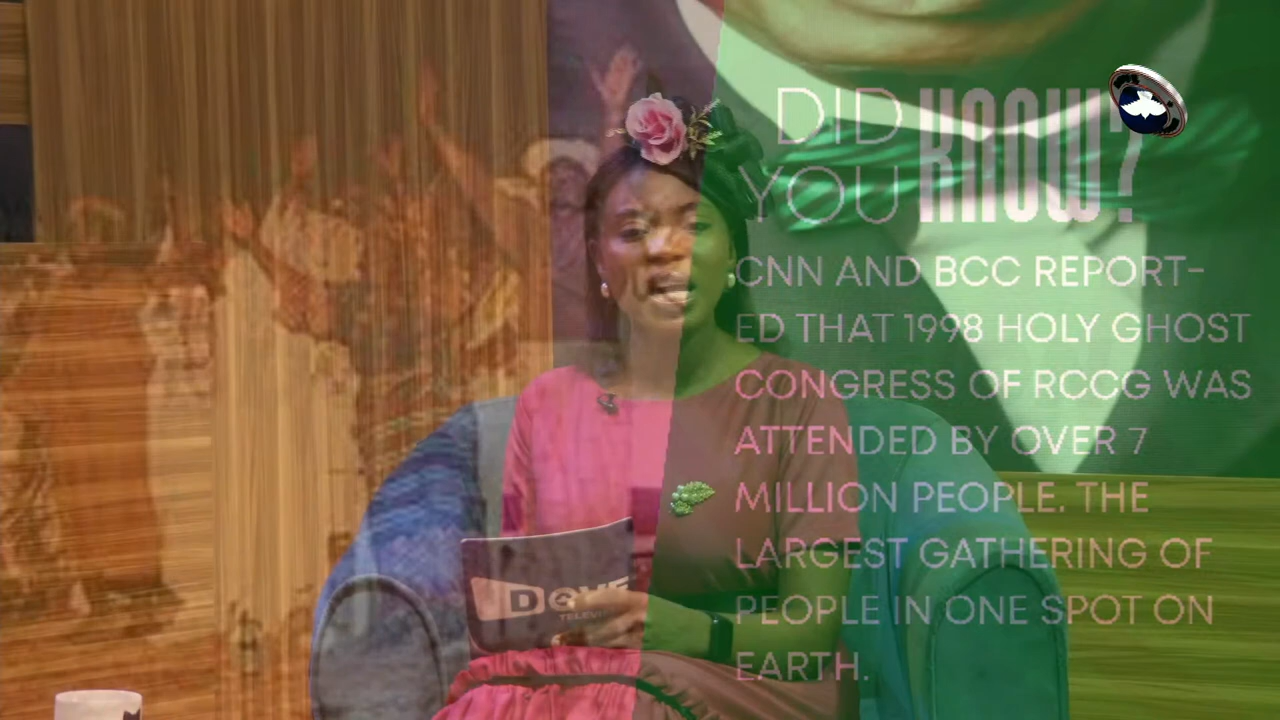 DID
YOU KNOW?
CNN AND BCC REPORT-
ED THAT 1998 HOLY GHOST
CONGRESS OF RCCG WAS
ATTENDED BY OVER 7
MILLION PEOPLE. THE
LARGEST GATHERING OF
PEOPLE IN ONE SPOT ON
EARTH.
DOVE